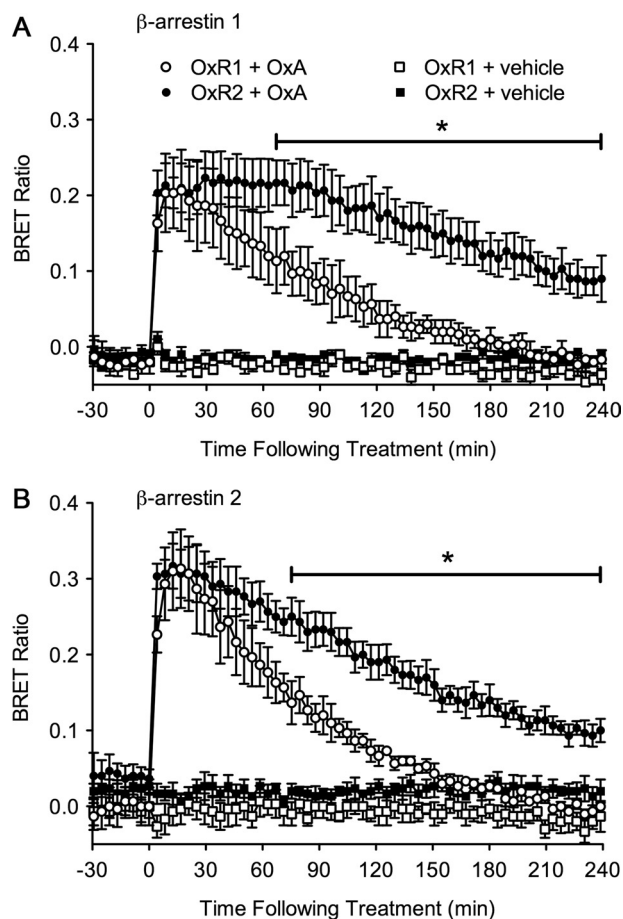 A
β-arrestin 1
OxR1 + OxA
OxR1 + vehicle
OxR2 + OxA
OxR2 + vehicle
*
BRET Ratio
0.4
0.3
0.2
0.1
0.0
-30 0 30 60 90 120 150 180 210 240
Time Following Treatment (min)
B
β-arrestin 2
*
BRET Ratio
0.4
0.3
0.2
0.1
0.0
-30 0 30 60 90 120 150 180 210 240
Time Following Treatment (min)